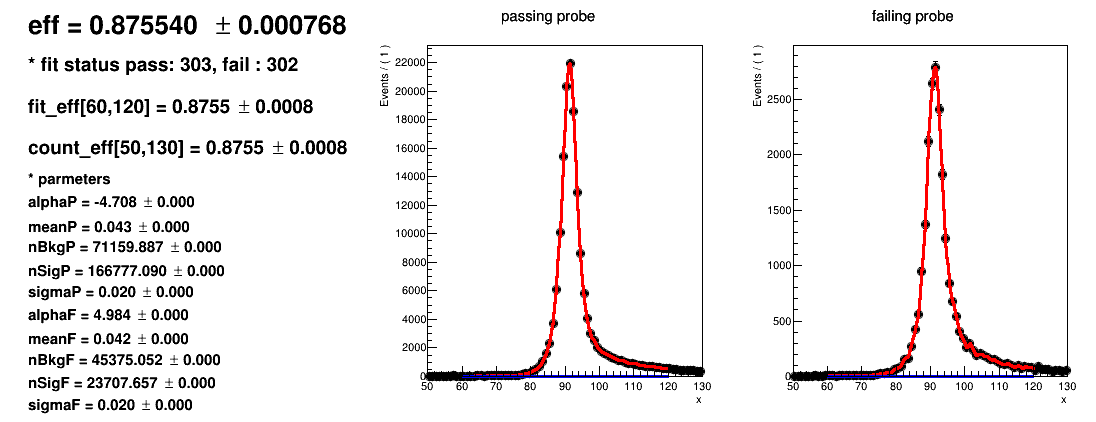 eff = 0.875540 ± 0.000768
* fit status pass: 303, fail : 302
fit_eff[60,120] = 0.8755 ± 0.0008
count_eff[50,130] = 0.8755 ± 0.0008
* parmeters
alphaP = -4.708 ± 0.000
meanP = 0.043 ± 0.000
nBkgP = 71159.887 ± 0.000
nSigP = 166777.090 ± 0.000
sigmaP = 0.020 ± 0.000
alphaF = 4.984 ± 0.000
meanF = 0.042 ± 0.000
nBkgF = 45375.052 ± 0.000
nSigF = 23707.657 ± 0.000
sigmaF = 0.020 ± 0.000
passing probe
Events / ( 1 )
22000
20000
18000
16000
14000
12000
10000
8000
6000
4000
2000
0
50 60 70 80 90 100 110 120 130
x
failing probe
Events / ( 1 )
2500
2000
1500
1000
500
0
50 60 70 80 90 100 110 120 130
x